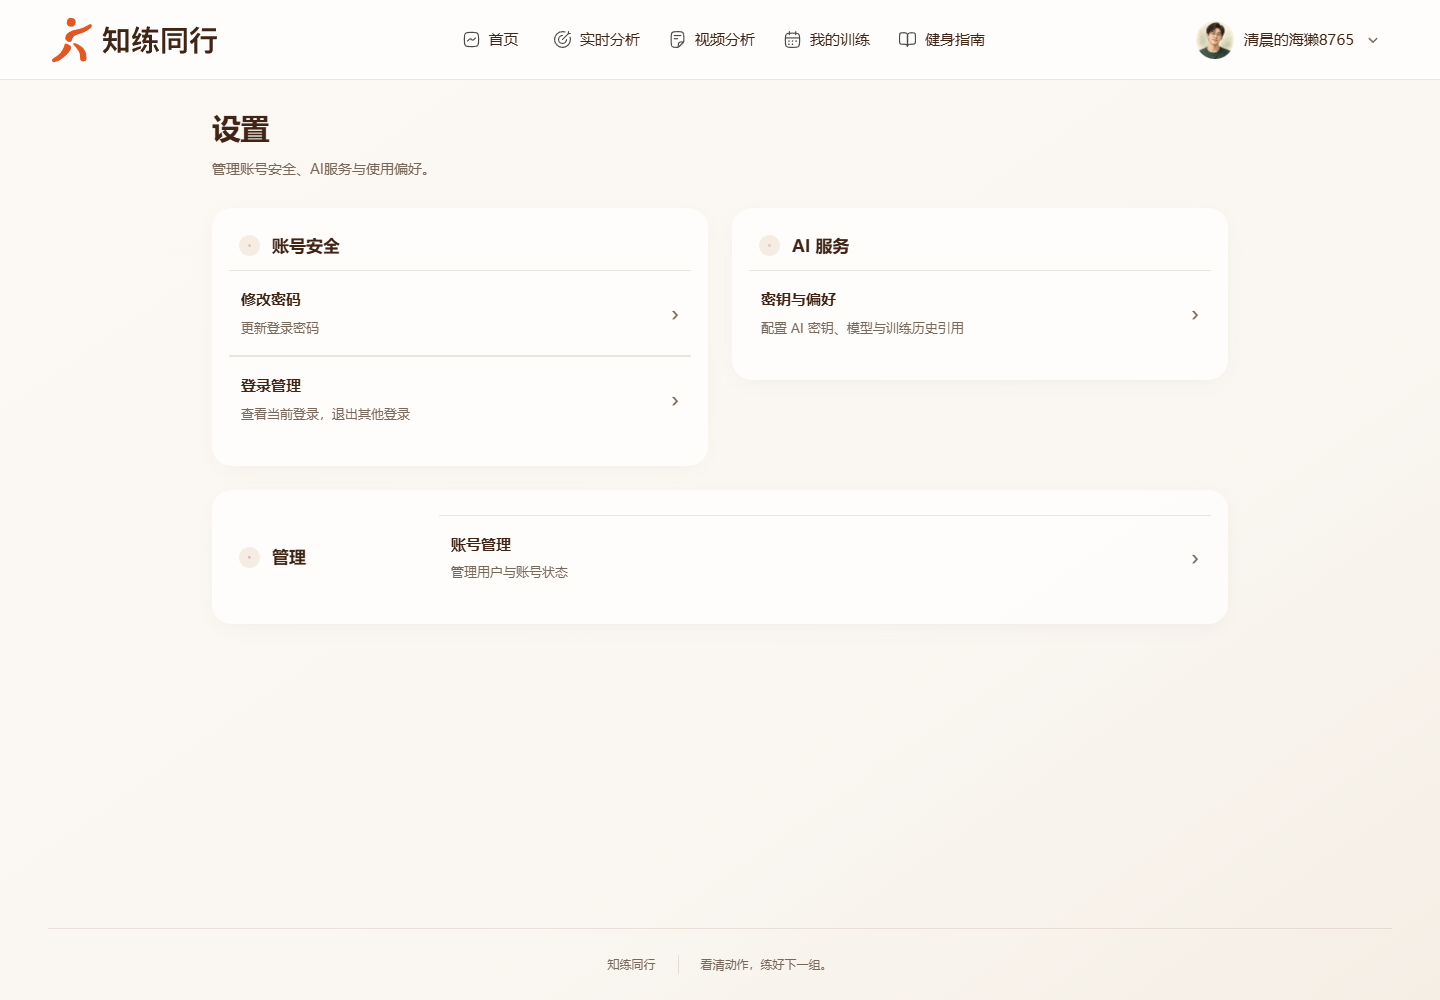 知练同行
首页
实时分析
视频分析
我的训练
健身指南
清晨的海獭8765
设置
管理账号安全、AI服务与使用偏好。
账号安全
修改密码
更新登录密码
登录管理
查看当前登录，退出其他登录
AI 服务
密钥与偏好
配置 AI 密钥、模型与训练历史引用
管理
账号管理
管理用户与账号状态
知练同行
看清动作，练好下一组。